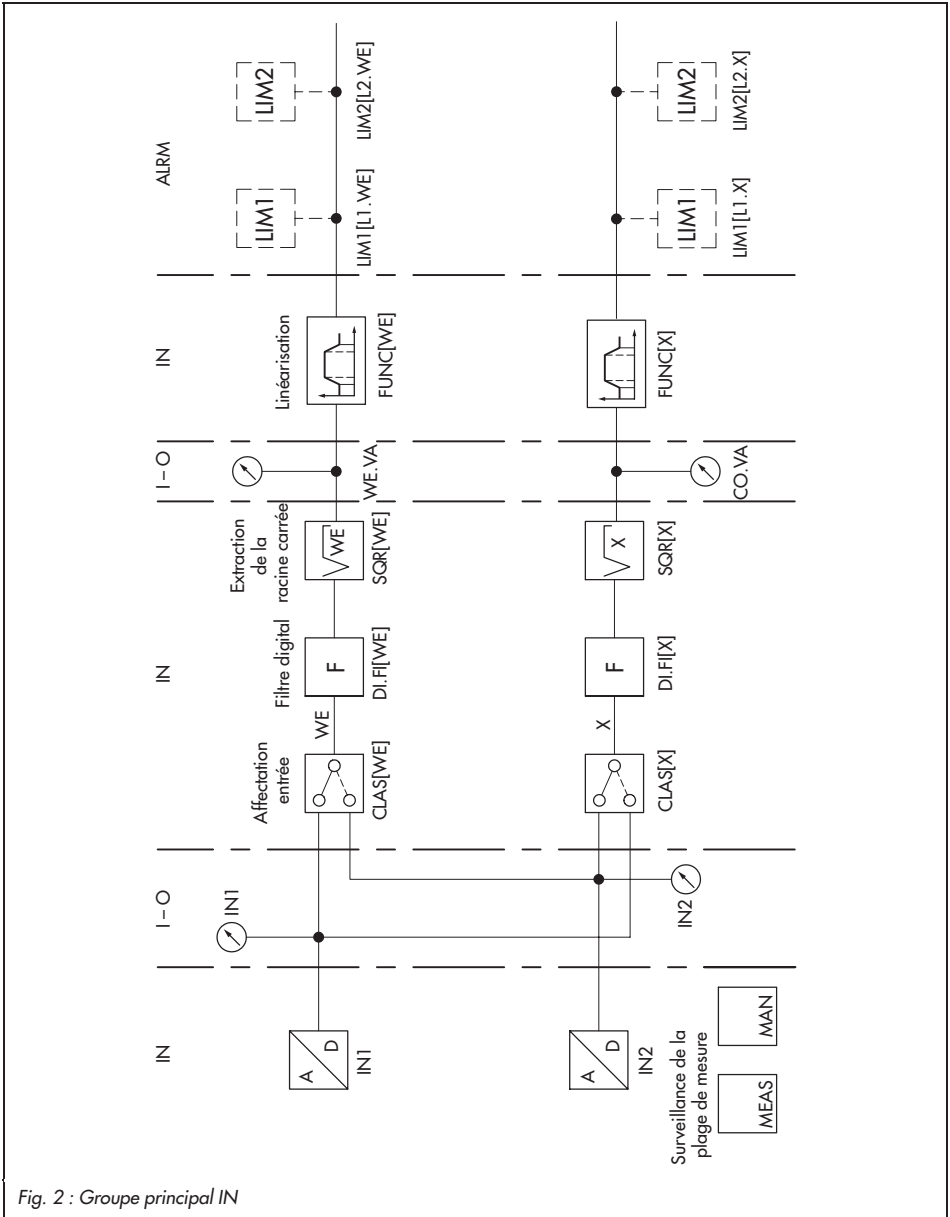 IN
I–O
IN
I–O
IN
ALRM
A
D
IN1
IN1
Affectation
entrée
CLAS[WE]
WE
Filtre digital
F
DI.FI[WE]
Extraction
de la
racine carrée
√WE
SQR[WE]
WE.VA
Linéarisation
FUNC[WE]
LIM1
LIM1[L1.WE]
LIM2
LIM2[L2.WE]
A
D
IN2
IN2
CLAS[X]
X
F
DI.FI[X]
√X
SQR[X]
CO.VA
FUNC[X]
LIM1
LIM1[L1.X]
LIM2
LIM2[L2.X]
Surveillance de la
plage de mesure
MEAS
MAN
Fig. 2 : Groupe principal IN